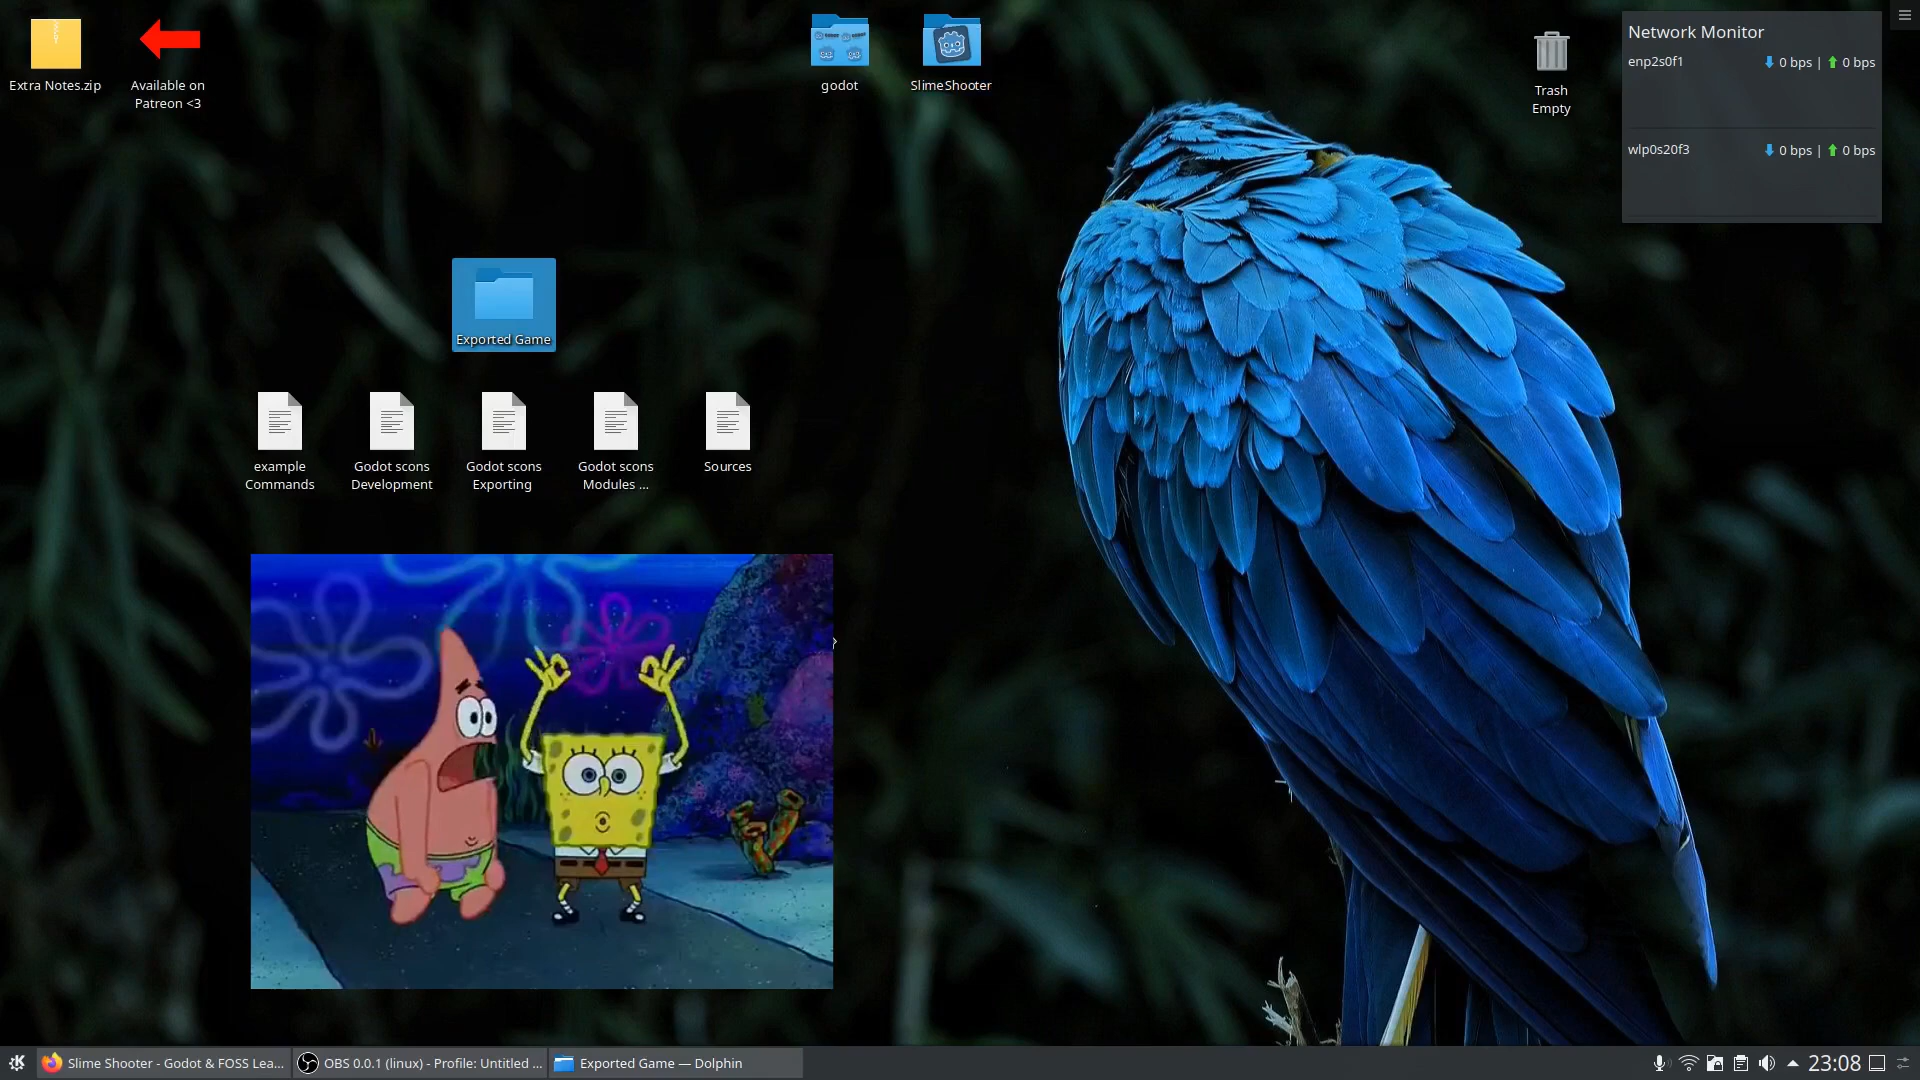 Extra Notes.zip
Available on
Patreon <3
godot
SlimeShooter
Trash
Empty
Network Monitor
enp2s0f1
0 bps | 0 bps
wlp0s20f3
0 bps | 0 bps
Exported Game
example
Commands
Godot scons
Development
Godot scons
Exporting
Godot scons
Modules ...
Sources
Slime Shooter - Godot & FOSS Lea...
OBS 0.0.1 (linux) - Profile: Untitled ...
Exported Game — Dolphin
23:08